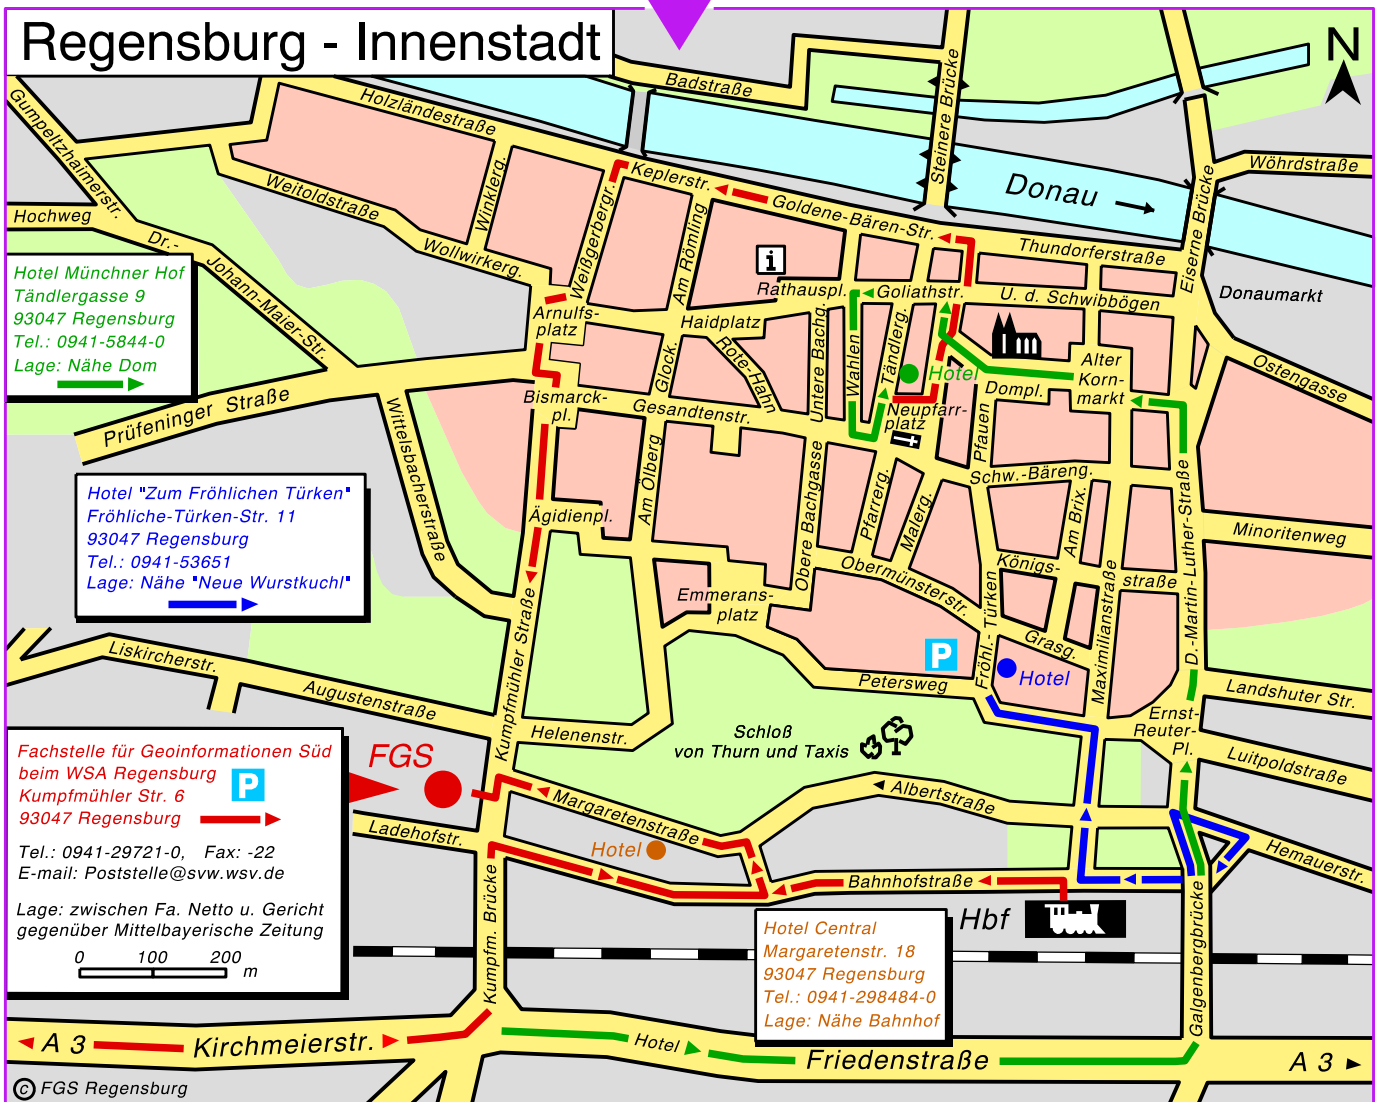 Regensburg - Innenstadt
N
Badstraße
Holzländestraße
Gumpeltzhaimerstr.
Steinere Brücke
Wöhrdstraße
Keplerstr.
Donau
Weitoldstraße
Winklerg.
Weißgerbergr.
Am Römling
Goldene-Bären-Str.
Thundorferstraße
Eiserne Brücke
Hochweg
Dr.-
Johann-Maier-Str.
Wollwirkerg.
i
Rathauspl.
Goliathstr.
U. d. Schwibbögen
Donaumarkt
Hotel Münchner Hof
Tändlergasse 9
93047 Regensburg
Tel.: 0941-5844-0
Lage: Nähe Dom
Arnulfs-
platz
Haidplatz
Glock.
Rote-Hahn
Untere Bachg.
Wahlen
Tändlerg.
Hotel
Dompl.
Alter
Korn-
markt
Ostengasse
Prüfeninger Straße
Wittelsbacherstraße
Bismarck-
pl.
Gesandtenstr.
Neupfarr-
platz
Pfauen
Schw.-Bäreng.
Hotel "Zum Fröhlichen Türken"
Fröhliche-Türken-Str. 11
93047 Regensburg
Tel.: 0941-53651
Lage: Nähe "Neue Wurstkuchl"
Ägidienpl.
Am Ölberg
Obere Bachgasse
Pfarrerg.
Malerg.
Am Brix.
D.-Martin-Luther-Straße
Minoritenweg
Obermünsterstr.
Königs-
straße
Emmerans-
platz
Fröhl.- Türken
Grasg.
Maximilianstraße
P
Hotel
Petersweg
Liskircherstr.
Augustenstraße
Kumpfmühler Straße
Helenenstr.
Schloß
von Thurn und Taxis
Landshuter Str.
Ernst-
Reuter-
Pl.
Luitpoldstraße
Fachstelle für Geoinformationen Süd
beim WSA Regensburg
P
Kumpfmühler Str. 6
93047 Regensburg
Tel.: 0941-29721-0, Fax: -22
E-mail: Poststelle@svw.wsv.de
Lage: zwischen Fa. Netto u. Gericht
gegenüber Mittelbayerische Zeitung
0 100 200
m
FGS
Margaretenstraße
Albertstraße
Ladehofstr.
Hotel
Hemauerstr.
Bahnhofstraße
Hbf
Kumpfm. Brücke
Galgenbergbrücke
Hotel Central
Margaretenstr. 18
93047 Regensburg
Tel.: 0941-298484-0
Lage: Nähe Bahnhof
A 3
Kirchmeierstr.
Hotel
Friedenstraße
A 3
© FGS Regensburg